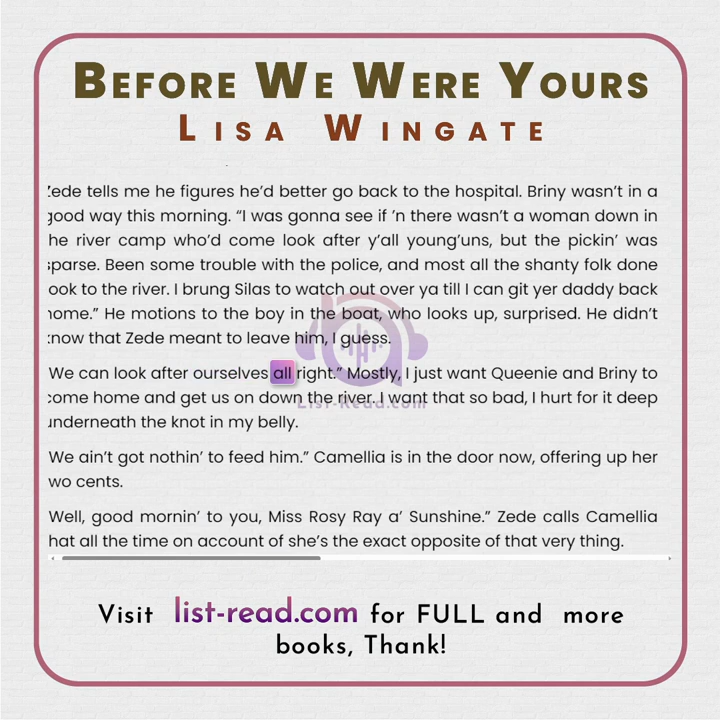 BEFORE WE WERE YOURS
LISA WINGATE
Zede tells me he figures he’d better go back to the hospital. Briny wasn’t in a
good way this morning. “I was gonna see if ’n there wasn’t a woman down in
he river camp who’d come look after y’all young’uns, but the pickin’ was
sparse. Been some trouble with the police, and most all the shanty folk done
ook to the river. I brung Silas to watch out over ya till I can git yer daddy back
home.” He motions to the boy in the boat, who looks up, surprised. He didn’t
know that Zede meant to leave him, I guess.
We can look after ourselves all right.” Mostly, I just want Queenie and Briny to
come home and get us on down the river. I want that so bad, I hurt for it deep
underneath the knot in my belly.
We ain’t got nothin’ to feed him.” Camellia is in the door now, offering up her
wo cents.
Well, good mornin’ to you, Miss Rosy Ray a’ Sunshine.” Zede calls Camellia
hat all the time on account of she’s the exact opposite of that very thing.
List-Read.com
Visit list-read.com for FULL and more
books, Thank!